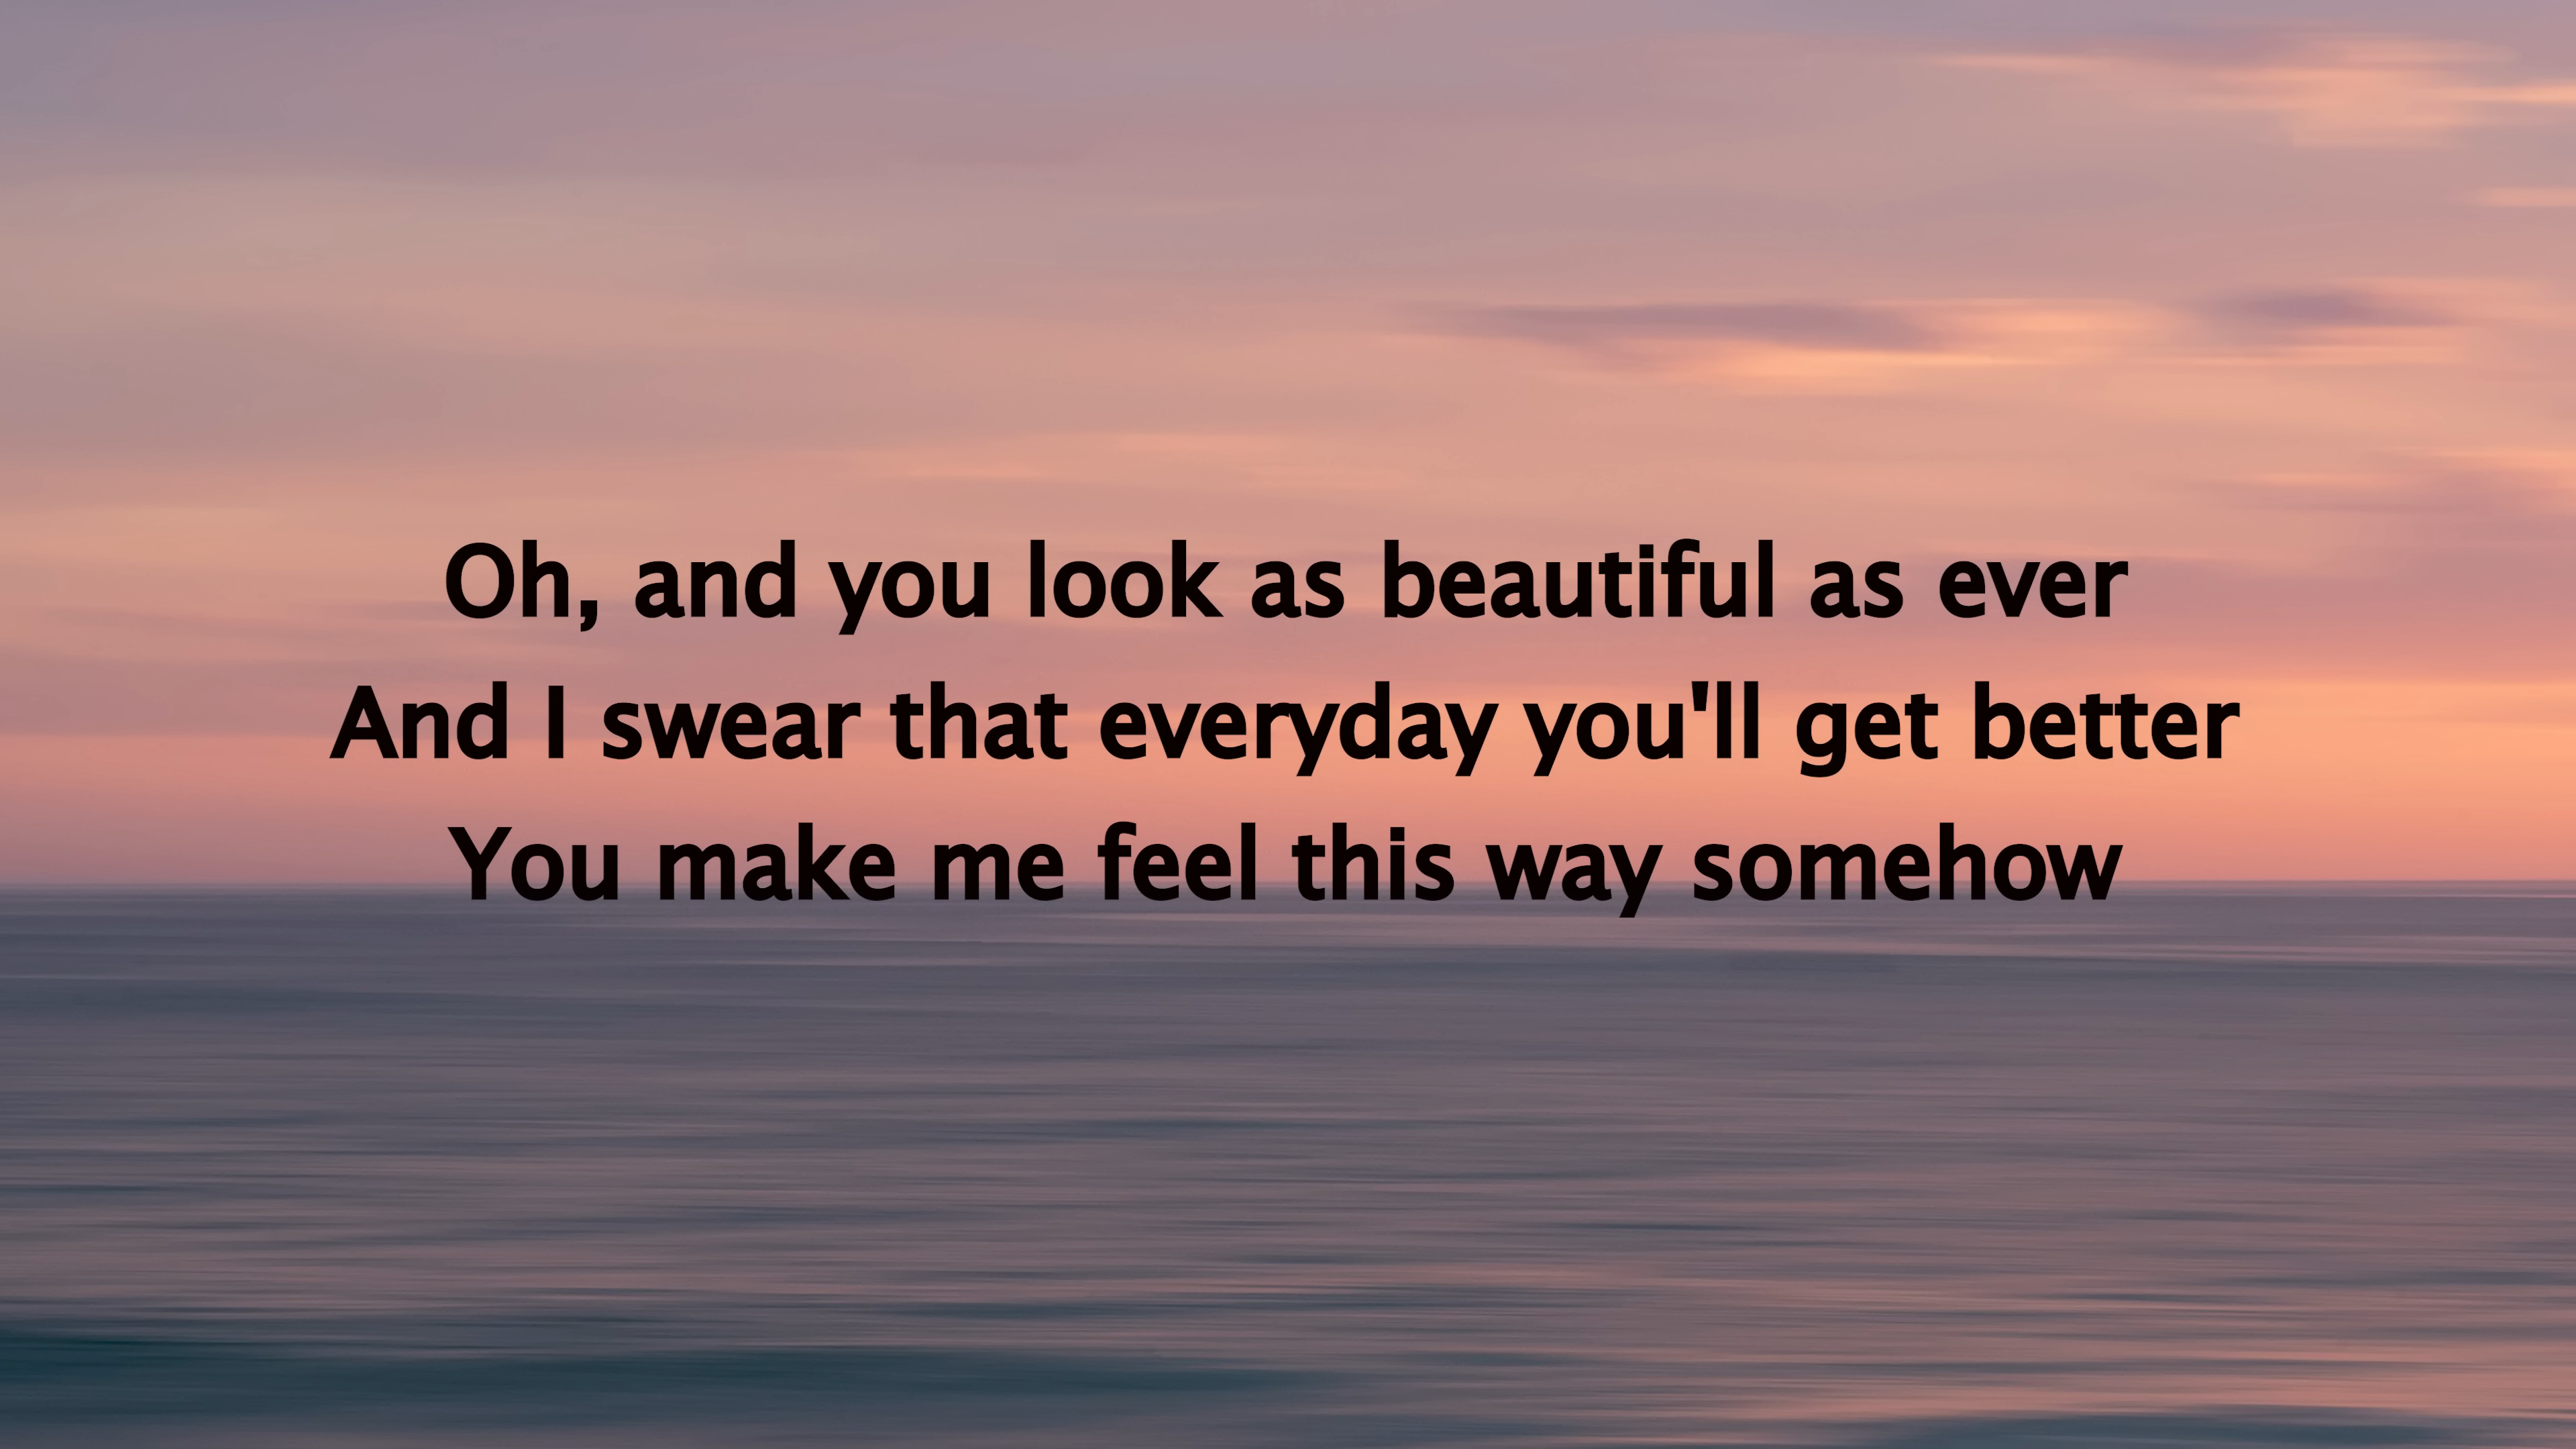 Oh, and you look as beautiful as ever
And I swear that everyday you'll get better
You make me feel this way somehow